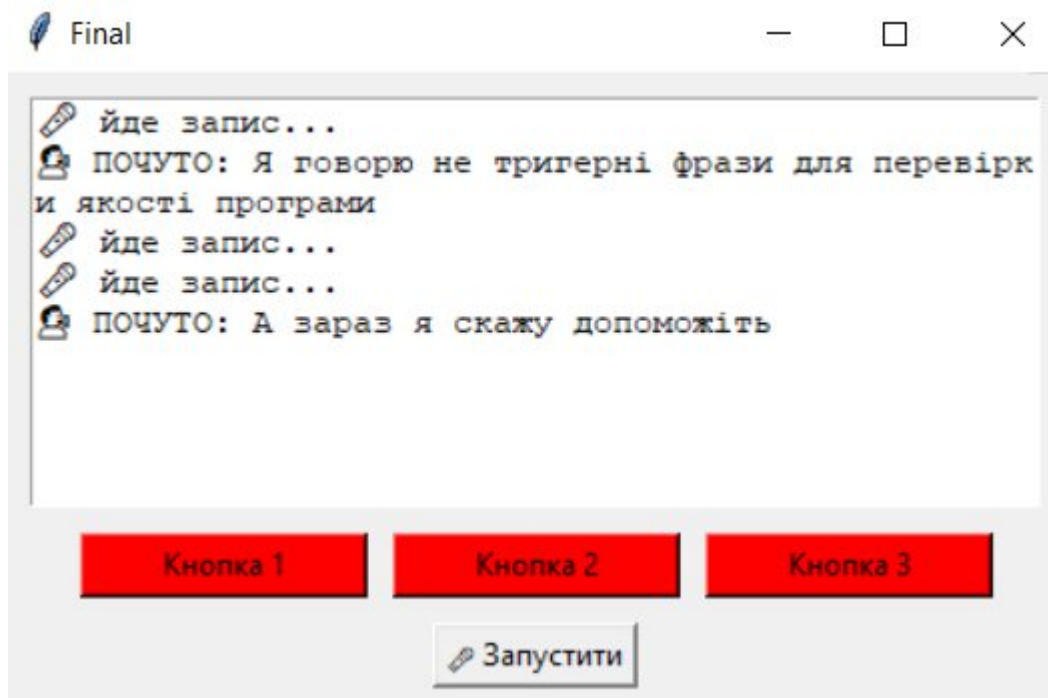 Final
йде запис...
ПОЧУТО: Я говорю не тригерні фрази для перевірк
и якості програми
йде запис...
йде запис...
ПОЧУТО: А зараз я скажу допоможіть
Кнопка 1 Кнопка 2 Кнопка 3
Запустити